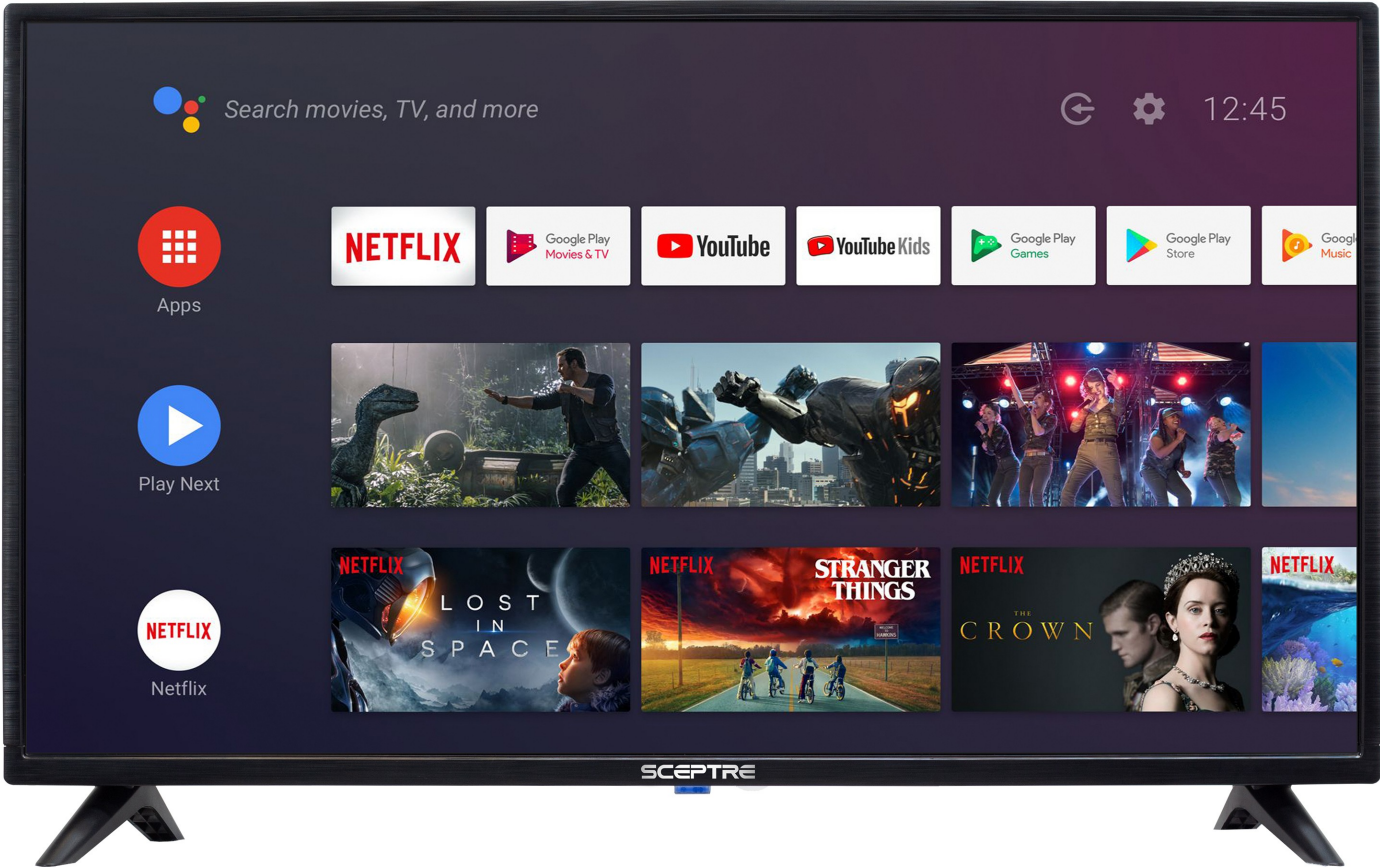 Search movies, TV, and more
12:45
Apps
NETFLIX
Google Play
Movies & TV
YouTube
YouTube Kids
Google Play
Games
Google Play
Store
Music
Play Next
NETFLIX
Netflix
NETFLIX
LOST
IN
SPACE
NETFLIX
STRANGER
THINGS
HAWKINS
NETFLIX
THE
CROWN
NETFLIX
SCEPTRE